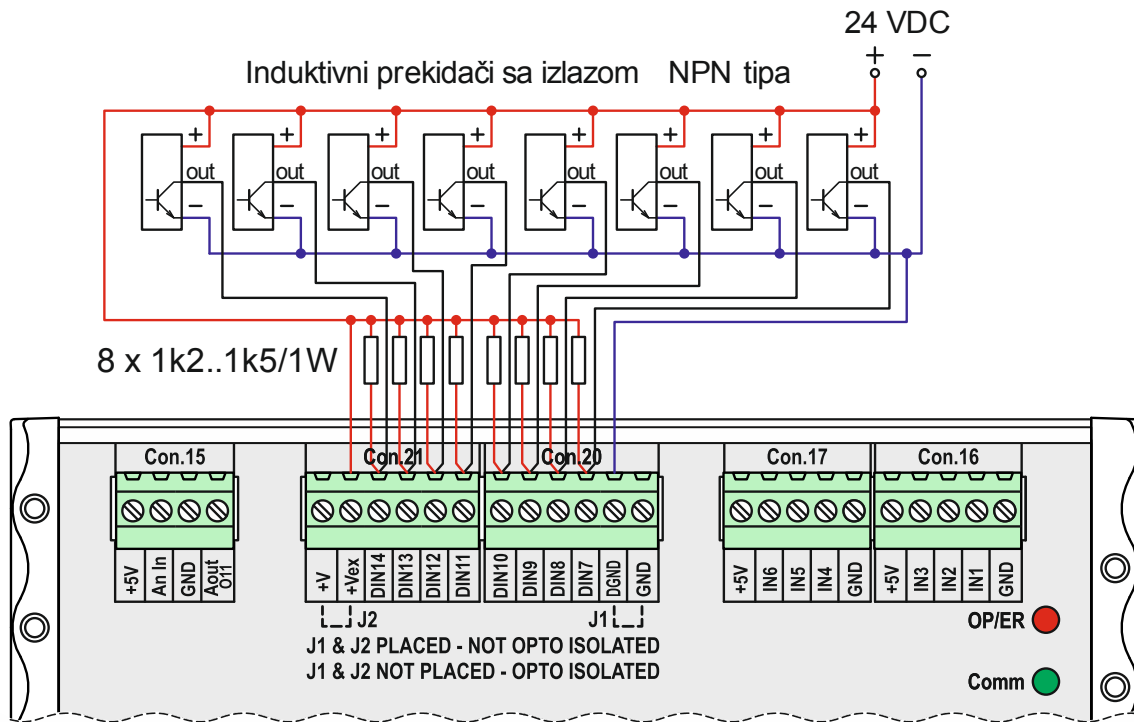 24 VDC
+ −
Induktivni prekidači sa izlazom NPN tipa
+ + + + + + + +
out out out out out out out out
− − − − − − − −
8 x 1k2..1k5/1W
Con.15 Con.21 Con.20 Con.17 Con.16
+5V An In GND Aout O11
+V +Vex DIN14 DIN13 DIN12 DIN11
DIN10 DIN9 DIN8 DIN7 DGND GND
+5V IN6 IN5 IN4 GND
+5V IN3 IN2 IN1 GND
J2 J1
OP/ER
J1 & J2 PLACED - NOT OPTO ISOLATED
J1 & J2 NOT PLACED - OPTO ISOLATED
Comm